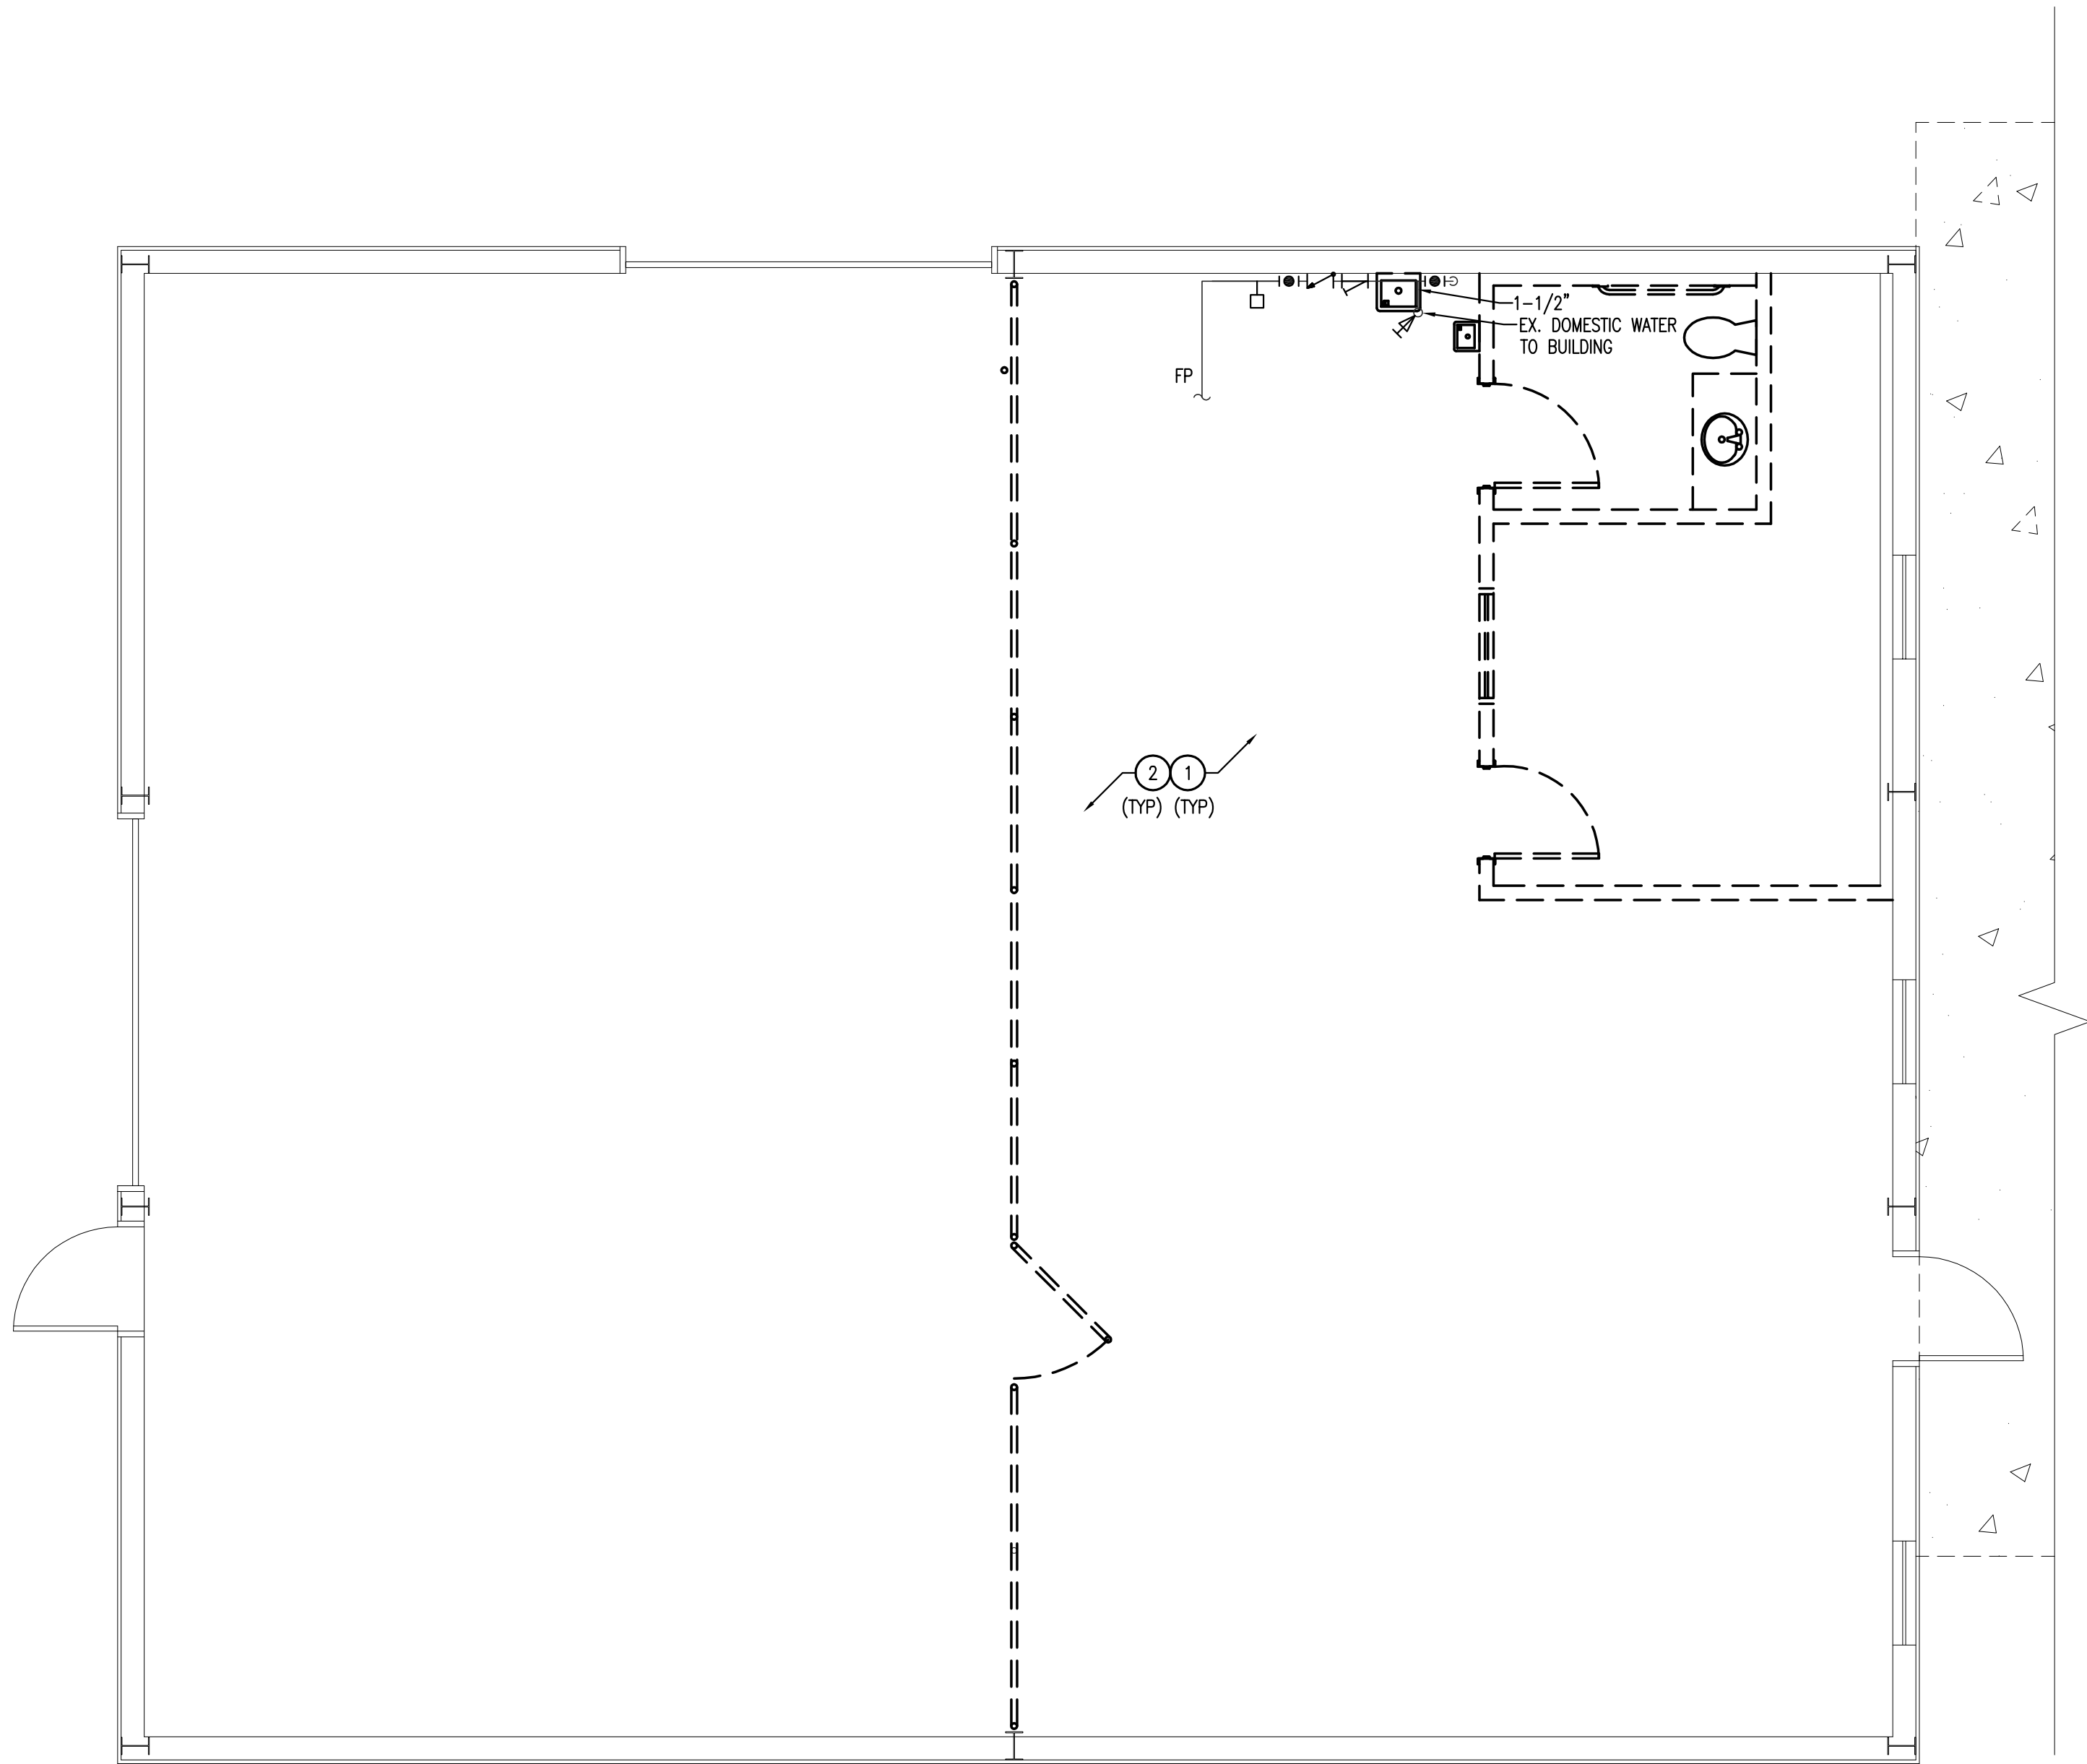 1-1/2"
EX. DOMESTIC WATER
TO BUILDING
FP
2 1
(TYP) (TYP)